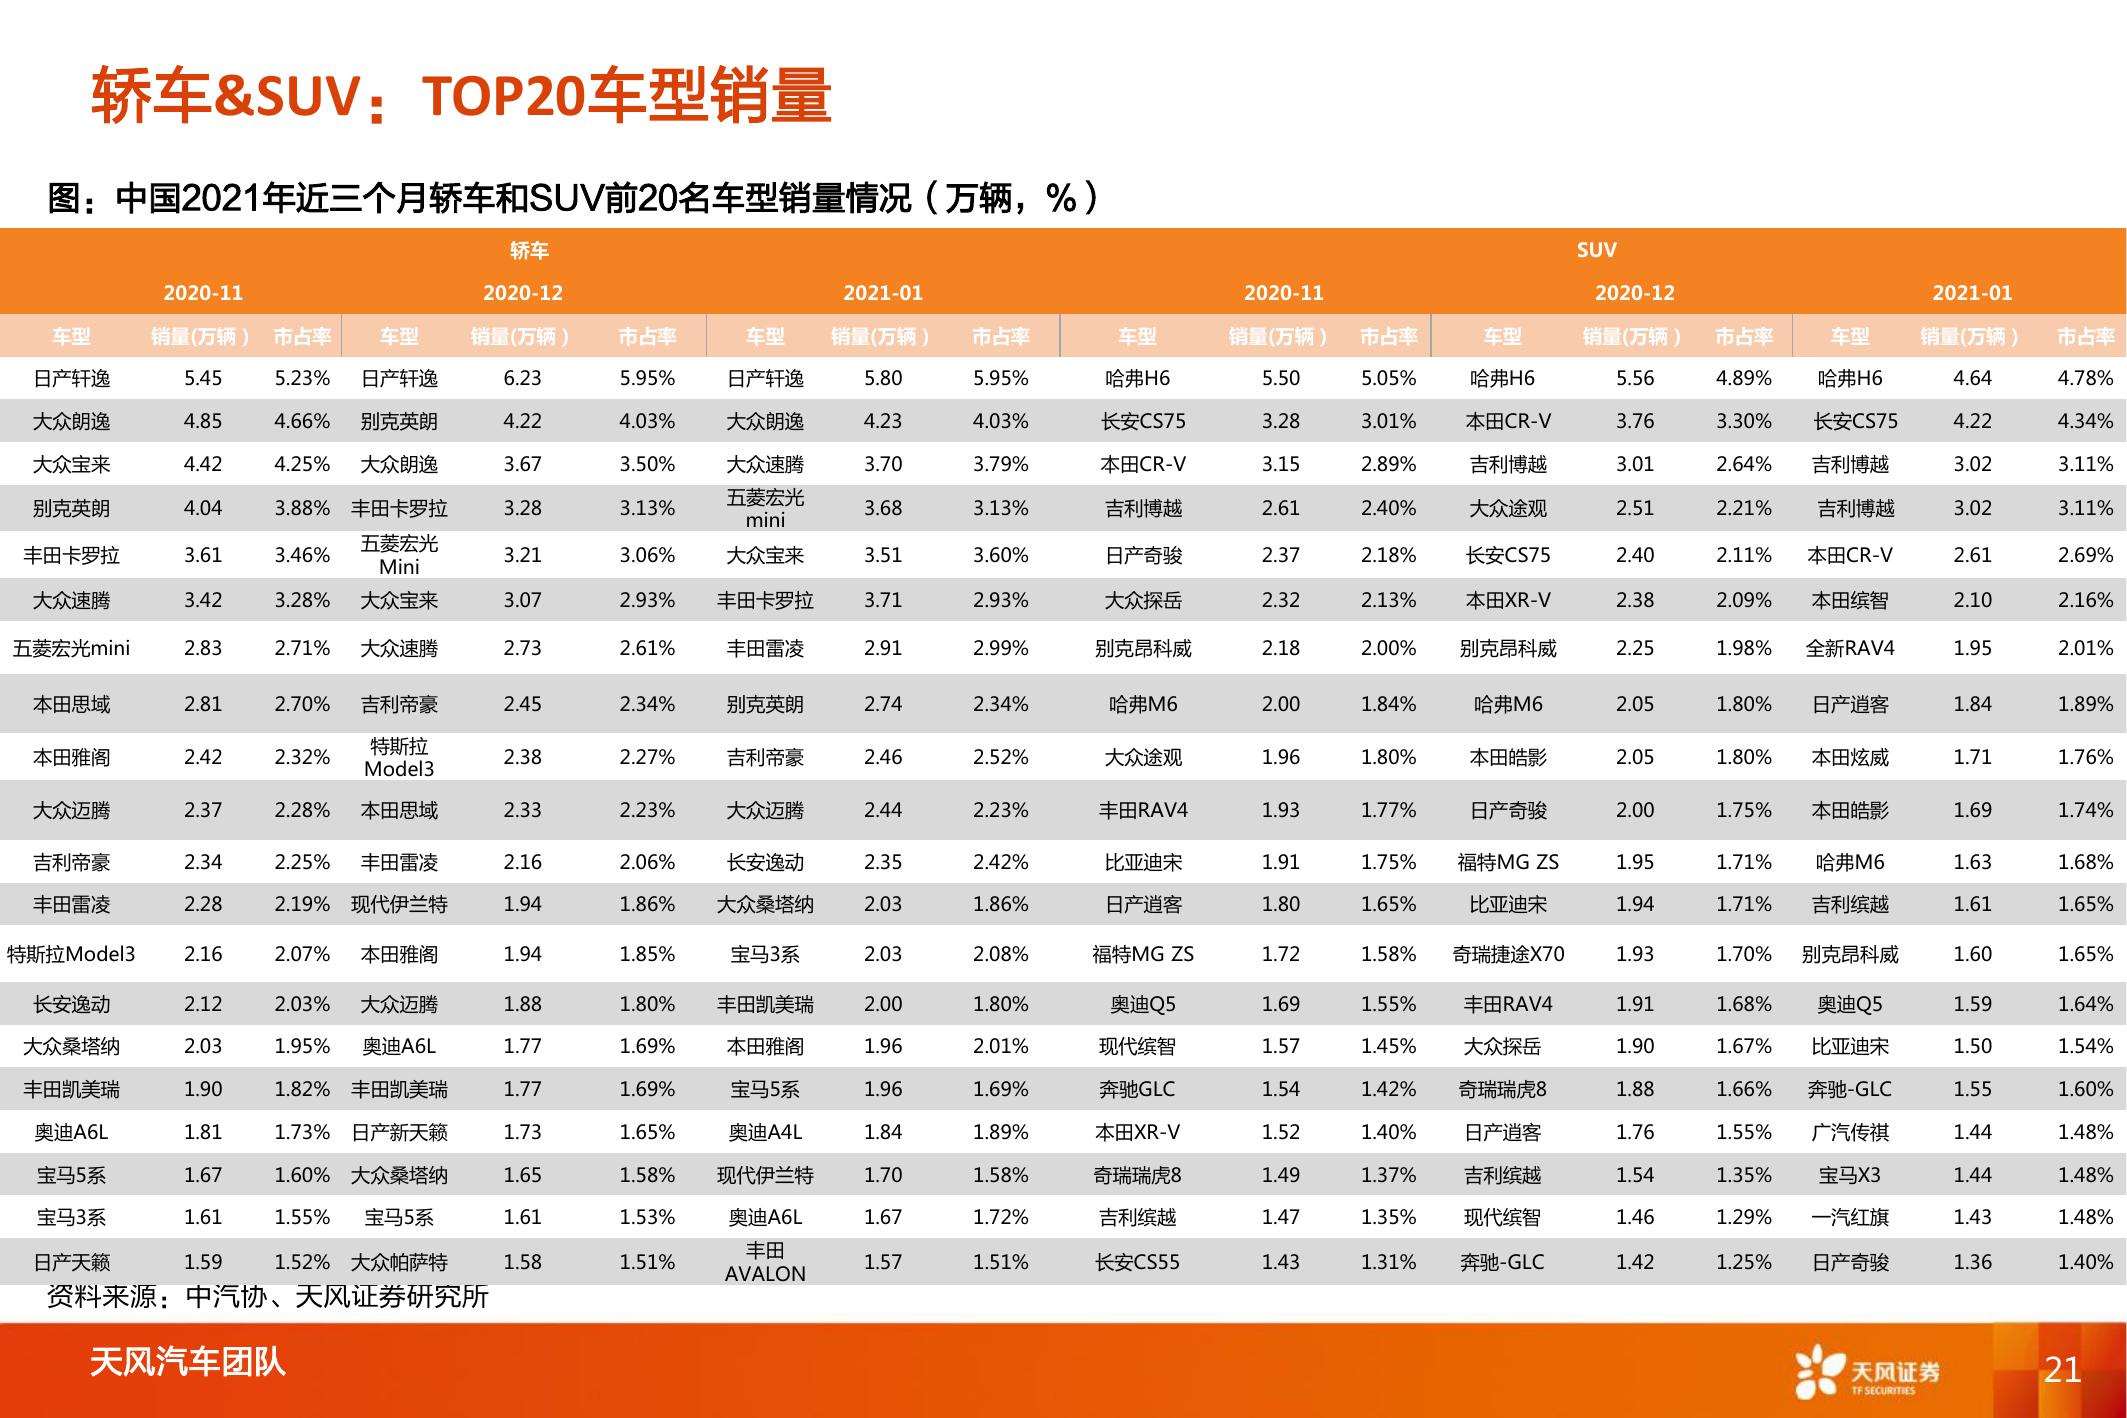 轿车&SUV：TOP20车型销量
图：中国2021年近三个月轿车和SUV前20名车型销量情况（万辆，%）
轿车 SUV
2020-11 2020-12 2021-01 2020-11 2020-12 2021-01
车型 销量(万辆） 市占率 车型 销量(万辆） 市占率 车型 销量(万辆） 市占率 车型 销量(万辆） 市占率 车型 销量(万辆） 市占率 车型 销量(万辆） 市占率
日产轩逸 5.45 5.23% 日产轩逸 6.23 5.95% 日产轩逸 5.80 5.95% 哈弗H6 5.50 5.05% 哈弗H6 5.56 4.89% 哈弗H6 4.64 4.78%
大众朗逸 4.85 4.66% 别克英朗 4.22 4.03% 大众朗逸 4.23 4.03% 长安CS75 3.28 3.01% 本田CR-V 3.76 3.30% 长安CS75 4.22 4.34%
大众宝来 4.42 4.25% 大众朗逸 3.67 3.50% 大众速腾 3.70 3.79% 本田CR-V 3.15 2.89% 吉利博越 3.01 2.64% 吉利博越 3.02 3.11%
别克英朗 4.04 3.88% 丰田卡罗拉 3.28 3.13% 五菱宏光mini 3.68 3.13% 吉利博越 2.61 2.40% 大众途观 2.51 2.21% 吉利博越 3.02 3.11%
丰田卡罗拉 3.61 3.46% 五菱宏光Mini 3.21 3.06% 大众宝来 3.51 3.60% 日产奇骏 2.37 2.18% 长安CS75 2.40 2.11% 本田CR-V 2.61 2.69%
大众速腾 3.42 3.28% 大众宝来 3.07 2.93% 丰田卡罗拉 3.71 2.93% 大众探岳 2.32 2.13% 本田XR-V 2.38 2.09% 本田缤智 2.10 2.16%
五菱宏光mini 2.83 2.71% 大众速腾 2.73 2.61% 丰田雷凌 2.91 2.99% 别克昂科威 2.18 2.00% 别克昂科威 2.25 1.98% 全新RAV4 1.95 2.01%
本田思域 2.81 2.70% 吉利帝豪 2.45 2.34% 别克英朗 2.74 2.34% 哈弗M6 2.00 1.84% 哈弗M6 2.05 1.80% 日产逍客 1.84 1.89%
本田雅阁 2.42 2.32% 特斯拉Model3 2.38 2.27% 吉利帝豪 2.46 2.52% 大众途观 1.96 1.80% 本田皓影 2.05 1.80% 本田炫威 1.71 1.76%
大众迈腾 2.37 2.28% 本田思域 2.33 2.23% 大众迈腾 2.44 2.23% 丰田RAV4 1.93 1.77% 日产奇骏 2.00 1.75% 本田皓影 1.69 1.74%
吉利帝豪 2.34 2.25% 丰田雷凌 2.16 2.06% 长安逸动 2.35 2.42% 比亚迪宋 1.91 1.75% 福特MG ZS 1.95 1.71% 哈弗M6 1.63 1.68%
丰田雷凌 2.28 2.19% 现代伊兰特 1.94 1.86% 大众桑塔纳 2.03 1.86% 日产逍客 1.80 1.65% 比亚迪宋 1.94 1.71% 吉利缤越 1.61 1.65%
特斯拉Model3 2.16 2.07% 本田雅阁 1.94 1.85% 宝马3系 2.03 2.08% 福特MG ZS 1.72 1.58% 奇瑞捷途X70 1.93 1.70% 别克昂科威 1.60 1.65%
长安逸动 2.12 2.03% 大众迈腾 1.88 1.80% 丰田凯美瑞 2.00 1.80% 奥迪Q5 1.69 1.55% 丰田RAV4 1.91 1.68% 奥迪Q5 1.59 1.64%
大众桑塔纳 2.03 1.95% 奥迪A6L 1.77 1.69% 本田雅阁 1.96 2.01% 现代缤智 1.57 1.45% 大众探岳 1.90 1.67% 比亚迪宋 1.50 1.54%
丰田凯美瑞 1.90 1.82% 丰田凯美瑞 1.77 1.69% 宝马5系 1.96 1.69% 奔驰GLC 1.54 1.42% 奇瑞瑞虎8 1.88 1.66% 奔驰-GLC 1.55 1.60%
奥迪A6L 1.81 1.73% 日产新天籁 1.73 1.65% 奥迪A4L 1.84 1.89% 本田XR-V 1.52 1.40% 日产逍客 1.76 1.55% 广汽传祺 1.44 1.48%
宝马5系 1.67 1.60% 大众桑塔纳 1.65 1.58% 现代伊兰特 1.70 1.58% 奇瑞瑞虎8 1.49 1.37% 吉利缤越 1.54 1.35% 宝马X3 1.44 1.48%
宝马3系 1.61 1.55% 宝马5系 1.61 1.53% 奥迪A6L 1.67 1.72% 吉利缤越 1.47 1.35% 现代缤智 1.46 1.29% 一汽红旗 1.43 1.48%
日产天籁 1.59 1.52% 大众帕萨特 1.58 1.51% 丰田AVALON 1.57 1.51% 长安CS55 1.43 1.31% 奔驰-GLC 1.42 1.25% 日产奇骏 1.36 1.40%
资料来源：中汽协、天风证券研究所
天风汽车团队
天风证券
TF SECURITIES
21